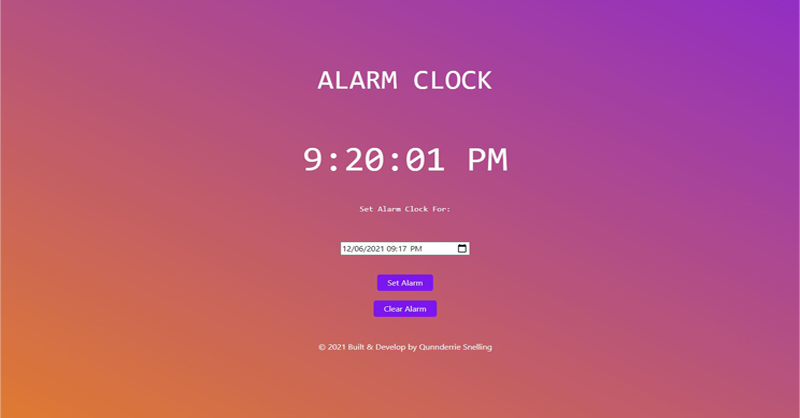 ALARM CLOCK
9:20:01 PM
Set Alarm Clock For:
12/06/2021 09:17 PM
Set Alarm
Clear Alarm
© 2021 Built & Develop by Qunnderrie Snelling